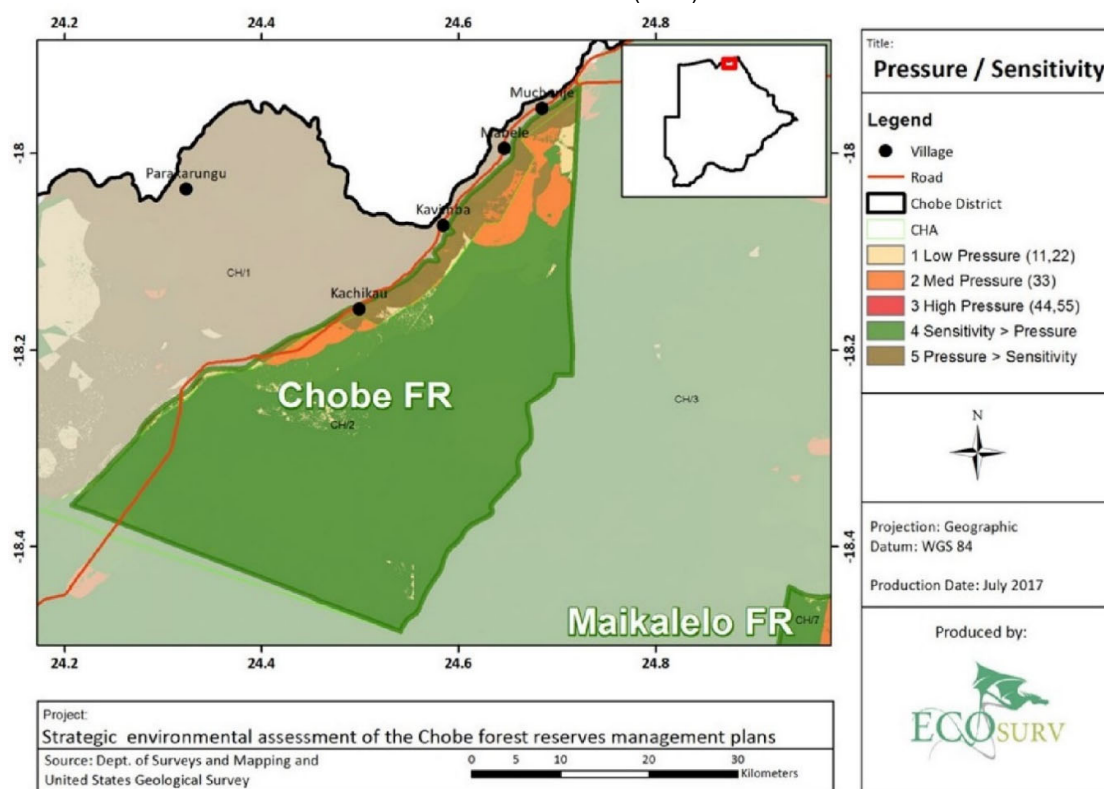 24.2 24.4 24.6 24.8
Muchenje
Mabele
-18
-18
Parakarungu
Kavimba
CH/1
Kachikau
-18.2
-18.2
Chobe FR
CH/2
CH/3
-18.4
-18.4
Maikalelo FR
CH/7
24.2 24.4 24.6 24.8
Title:
Pressure / Sensitivity
Legend
Village
Road
Chobe District
CHA
1 Low Pressure (11,22)
2 Med Pressure (33)
3 High Pressure (44,55)
4 Sensitivity > Pressure
5 Pressure > Sensitivity
N
Projection: Geographic
Datum: WGS 84
Production Date: July 2017
Produced by:
ECOSURV
Project:
Strategic environmental assessment of the Chobe forest reserves management plans
Source: Dept. of Surveys and Mapping and
United States Geological Survey
0 5 10 20 30
Kilometers